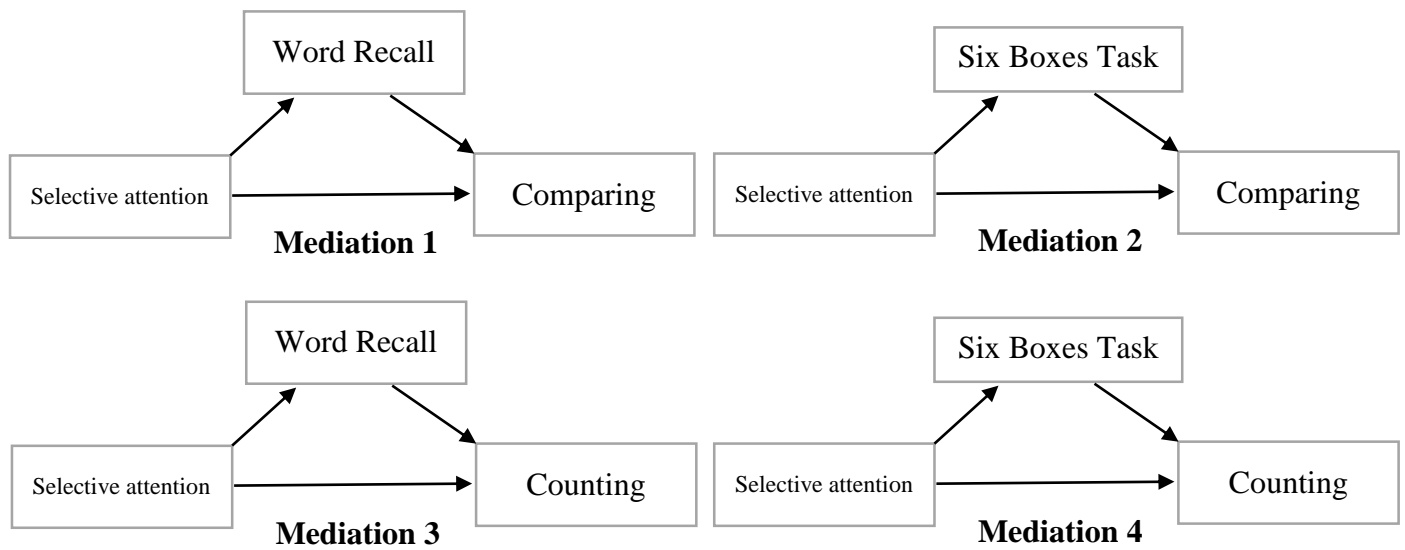 Word Recall
Selective attention
Comparing
Mediation 1
Six Boxes Task
Selective attention
Comparing
Mediation 2
Word Recall
Selective attention
Counting
Mediation 3
Six Boxes Task
Selective attention
Counting
Mediation 4